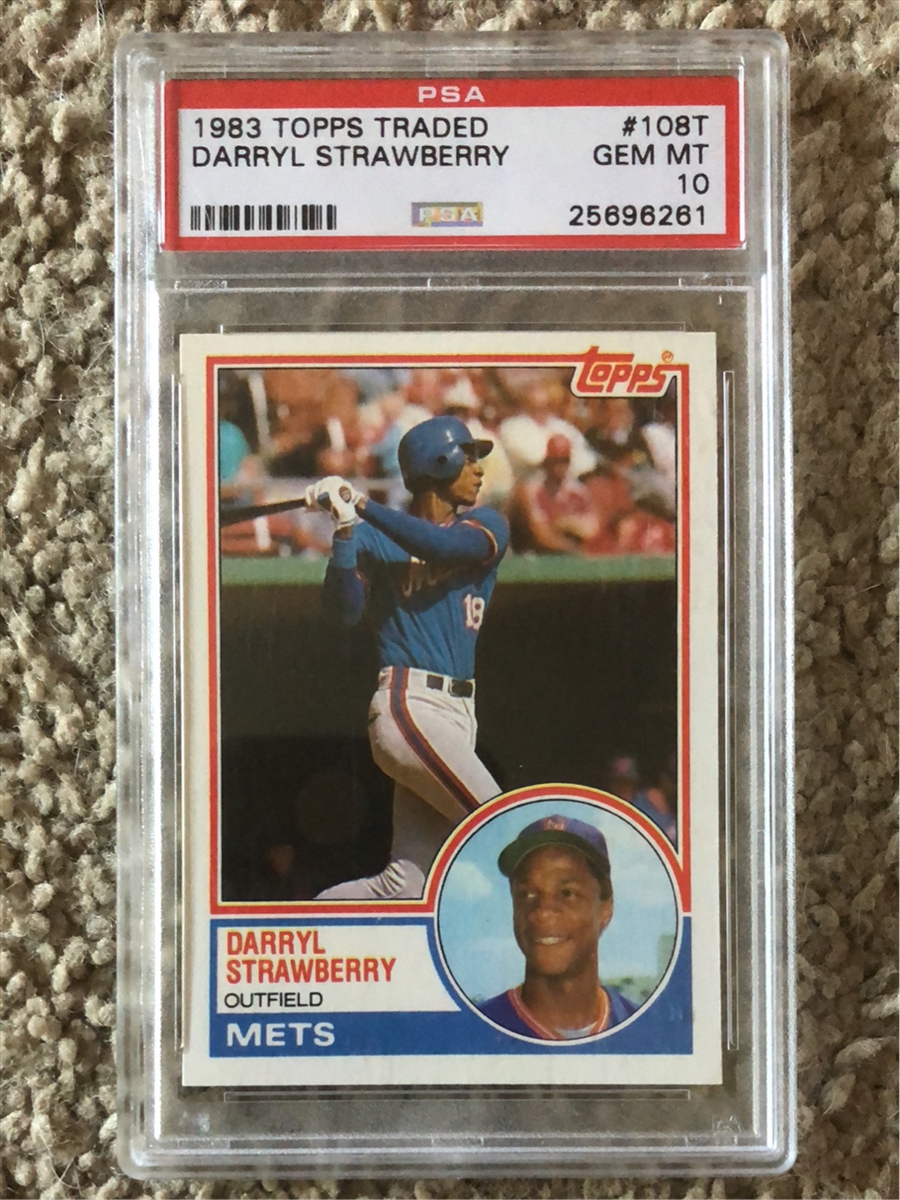 PSA
1983 TOPPS TRADED #108T
DARRYL STRAWBERRY GEM MT
10
PSA 25696261
Topps
18
DARRYL
STRAWBERRY
OUTFIELD
METS